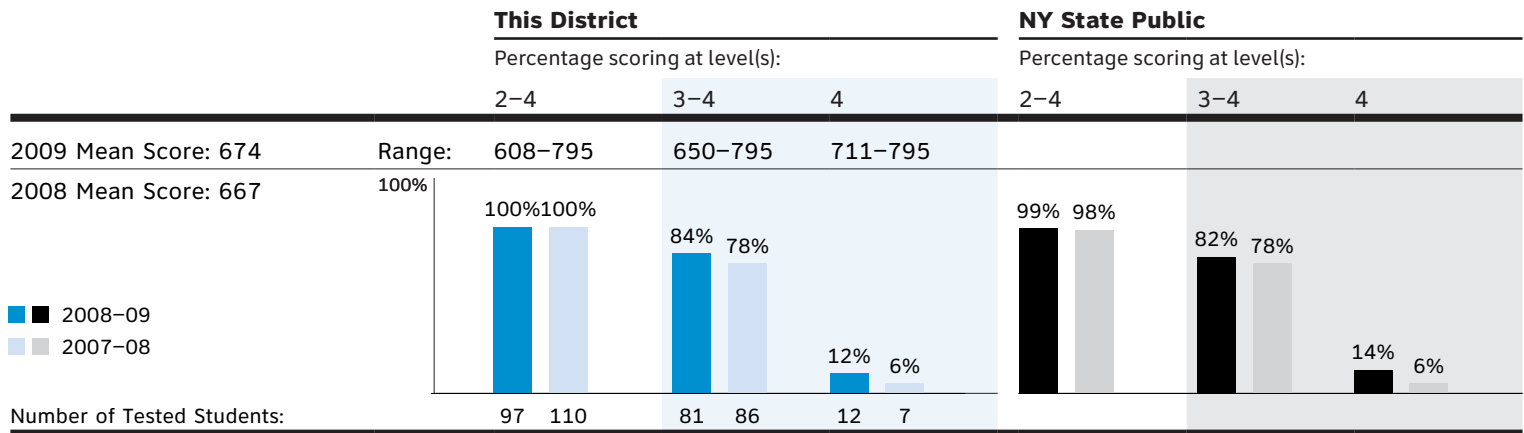 This District NY State Public
Percentage scoring at level(s): Percentage scoring at level(s):
2–4 3–4 4 2–4 3–4 4
2009 Mean Score: 674 Range: 608–795 650–795 711–795
2008 Mean Score: 667 100%
100% 100% 84% 78% 12% 6% 99% 98% 82% 78% 14% 6%
2008–09
2007–08
Number of Tested Students: 97 110 81 86 12 7